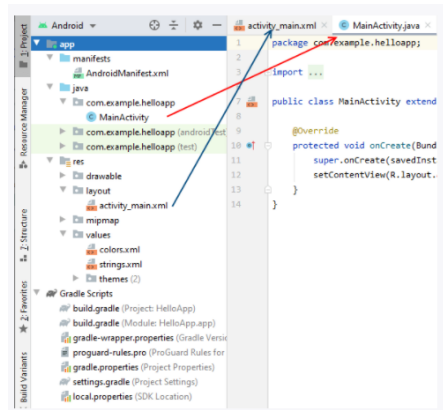 Android
activity_main.xml
MainActivity.java
1: Project
Resource Manager
2: Structure
2: Favorites
Build Variants
app
manifests
AndroidManifest.xml
java
com.example.helloapp
MainActivity
com.example.helloapp (androidTest
com.example.helloapp (test)
res
drawable
layout
activity_main.xml
mipmap
values
colors.xml
strings.xml
themes (2)
Gradle Scripts
build.gradle (Project: HelloApp)
build.gradle (Module: HelloApp.app)
gradle-wrapper.properties (Gradle Versi
proguard-rules.pro (ProGuard Rules for
gradle.properties (Project Properties)
settings.gradle (Project Settings)
local.properties (SDK Location)
1 package com.example.helloapp;
2
3 import ...
7 public class MainActivity extend
8
9 @Override
10 protected void onCreate(Bund
11 super.onCreate(savedInst
12 setContentView(R.layout.
13 }
14 }